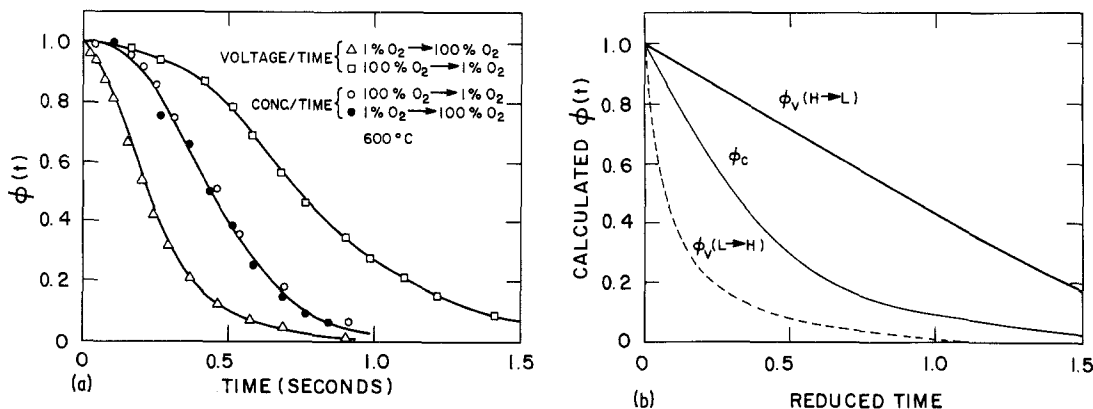 1.0
0.8
0.6
0.4
0.2
0
ϕ(t)
VOLTAGE/TIME { △ 1% O₂ → 100% O₂
□ 100% O₂ → 1% O₂
CONC/TIME { ○ 100% O₂ → 1% O₂
● 1% O₂ → 100% O₂
600°C
0 0.5 1.0 1.5
(a) TIME (SECONDS)
1.0
0.8
0.6
0.4
0.2
0
CALCULATED ϕ(t)
ϕV(H→L)
ϕC
ϕV(L→H)
0 0.5 1.0 1.5
(b) REDUCED TIME